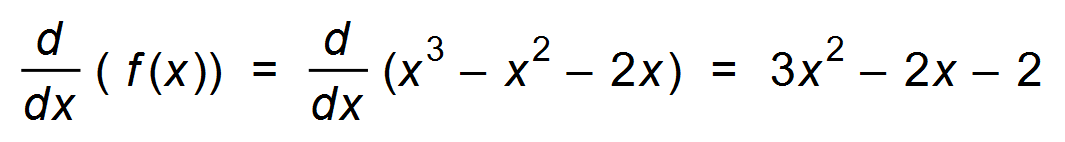 d/dx ( f(x)) = d/dx (x³ – x² – 2x) = 3x² – 2x – 2